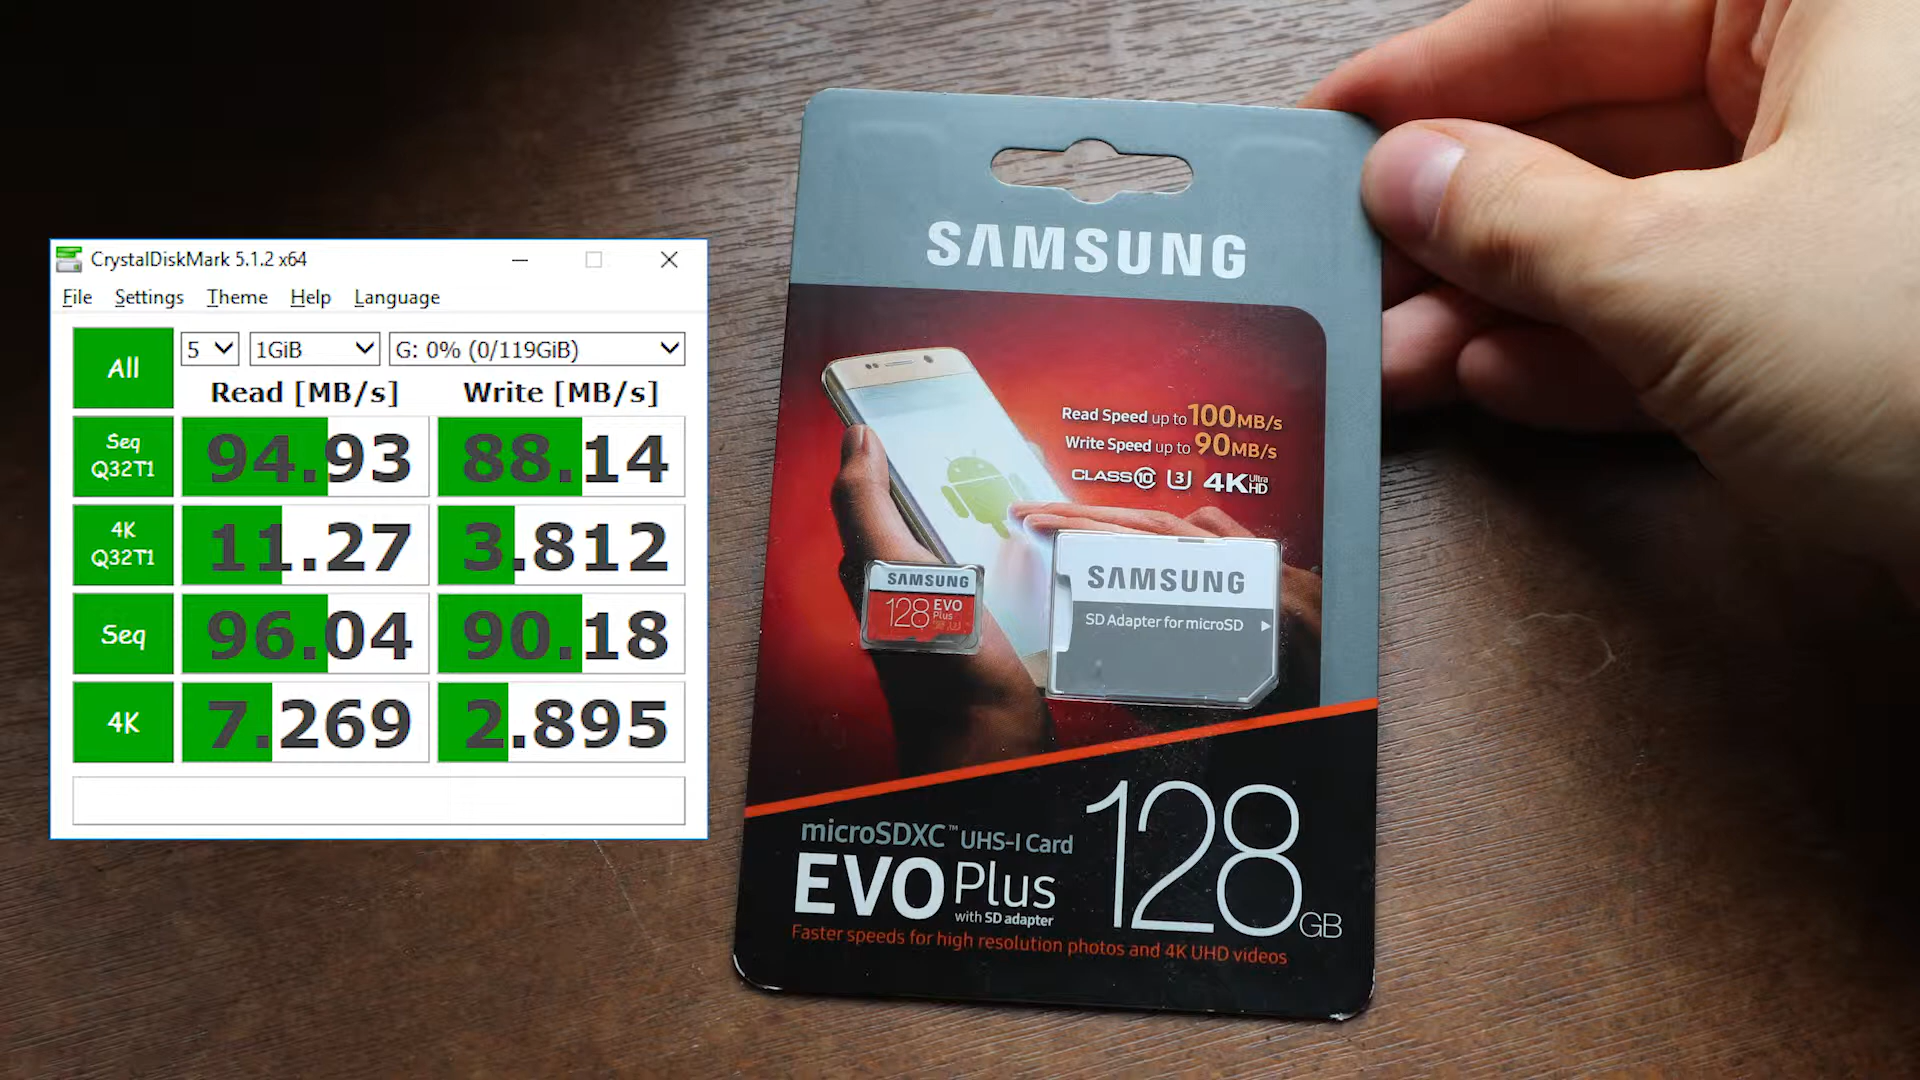 CrystalDiskMark 5.1.2 x64
File Settings Theme Help Language
All
5 1GiB G: 0% (0/119GiB)
Read [MB/s] Write [MB/s]
Seq
Q32T1
94.93 88.14
4K
Q32T1
11.27 3.812
Seq 96.04 90.18
4K 7.269 2.895
SAMSUNG
Read Speed up to 100MB/s
Write Speed up to 90MB/s
CLASS10 U3 4K Ultra HD
SAMSUNG
128 EVO Plus
SAMSUNG
SD Adapter for microSD
microSDXC™ UHS-I Card
EVO Plus
with SD adapter
128GB
Faster speeds for high resolution photos and 4K UHD videos